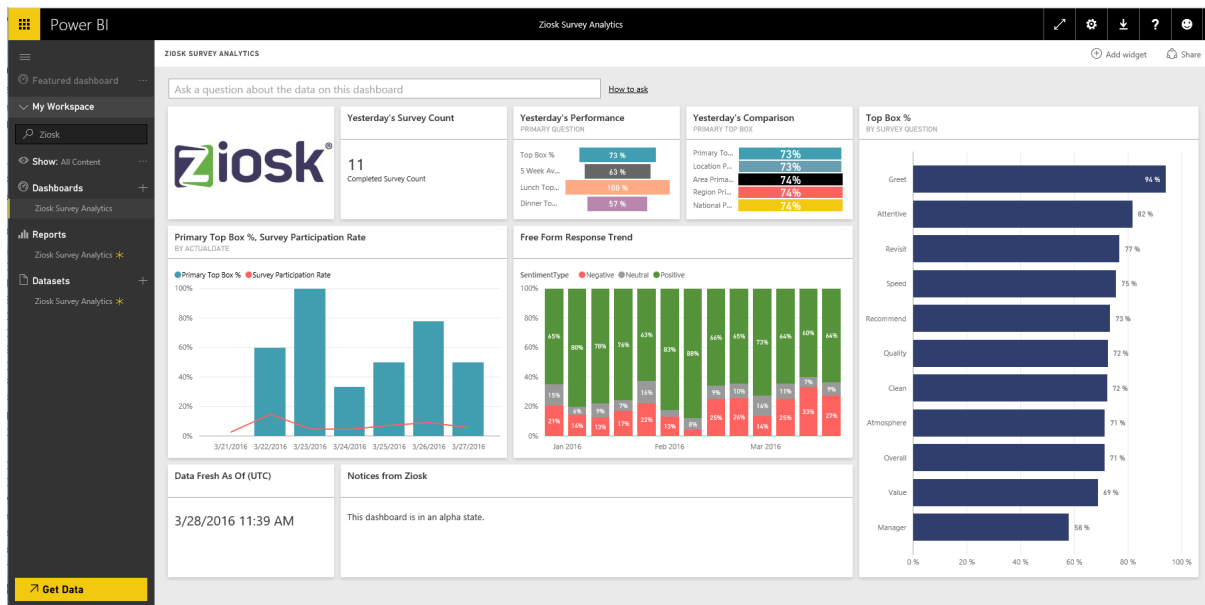 Power BI
Ziosk Survey Analytics
?
Featured dashboard ...
My Workspace
Ziosk
Show: All Content ...
Dashboards +
Ziosk Survey Analytics
Reports
Ziosk Survey Analytics
Datasets +
Ziosk Survey Analytics
Get Data
ZIOSK SURVEY ANALYTICS
Add widget
Share
Ask a question about the data on this dashboard
How to ask
ziosk®
Yesterday's Survey Count
11
Completed Survey Count
Yesterday's Performance
PRIMARY QUESTION
Top Box % 73 %
5 Week Av... 63 %
Lunch Top... 100 %
Dinner To... 57 %
Yesterday's Comparison
PRIMARY TOP BOX
Primary To... 73%
Location P... 73%
Area Prima... 74%
Region Pri... 74%
National P... 74%
Primary Top Box %, Survey Participation Rate
BY ACTUALDATE
Primary Top Box % Survey Participation Rate
100%
80%
60%
40%
20%
0%
3/21/2016 3/22/2016 3/23/2016 3/24/2016 3/25/2016 3/26/2016 3/27/2016
Free Form Response Trend
SentimentType Negative Neutral Positive
100%
80%
60%
40%
20%
0%
65% 80% 78% 76% 63% 83% 88% 66% 65% 73% 64% 60% 64%
15% 6% 9% 7% 16% 9% 10% 14% 11% 7% 9%
21% 14% 13% 17% 22% 13% 8% 25% 26% 14% 25% 33% 27%
Jan 2016 Feb 2016 Mar 2016
Data Fresh As Of (UTC)
3/28/2016 11:39 AM
Notices from Ziosk
This dashboard is in an alpha state.
Top Box %
BY SURVEY QUESTION
Greet 94 %
Attentive 82 %
Revisit 77 %
Speed 75 %
Recommend 73 %
Quality 72 %
Clean 72 %
Atmosphere 71 %
Overall 71 %
Value 69 %
Manager 58 %
0 % 20 % 40 % 60 % 80 % 100 %